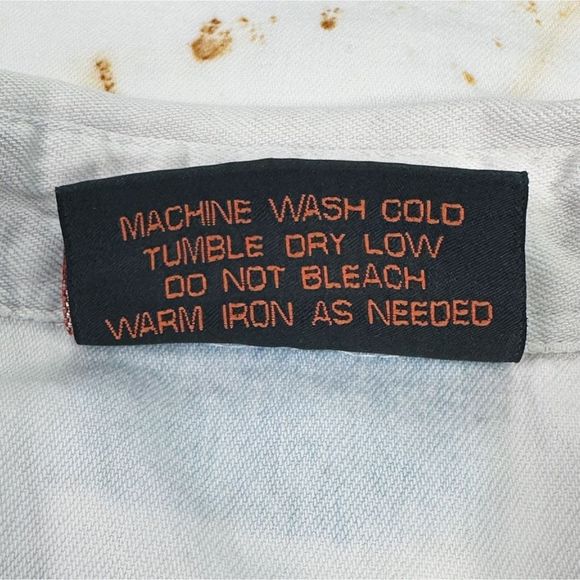 MACHINE WASH COLD
TUMBLE DRY LOW
DO NOT BLEACH
WARM IRON AS NEEDED